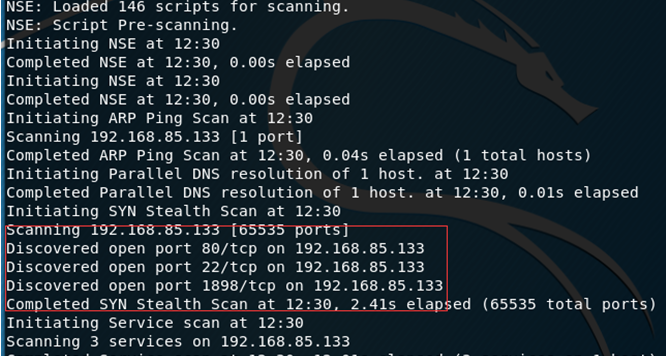 NSE: Loaded 146 scripts for scanning.
NSE: Script Pre-scanning.
Initiating NSE at 12:30
Completed NSE at 12:30, 0.00s elapsed
Initiating NSE at 12:30
Completed NSE at 12:30, 0.00s elapsed
Initiating ARP Ping Scan at 12:30
Scanning 192.168.85.133 [1 port]
Completed ARP Ping Scan at 12:30, 0.04s elapsed (1 total hosts)
Initiating Parallel DNS resolution of 1 host. at 12:30
Completed Parallel DNS resolution of 1 host. at 12:30, 0.01s elapsed
Initiating SYN Stealth Scan at 12:30
Scanning 192.168.85.133 [65535 ports]
Discovered open port 80/tcp on 192.168.85.133
Discovered open port 22/tcp on 192.168.85.133
Discovered open port 1898/tcp on 192.168.85.133
Completed SYN Stealth Scan at 12:30, 2.41s elapsed (65535 total ports)
Initiating Service scan at 12:30
Scanning 3 services on 192.168.85.133